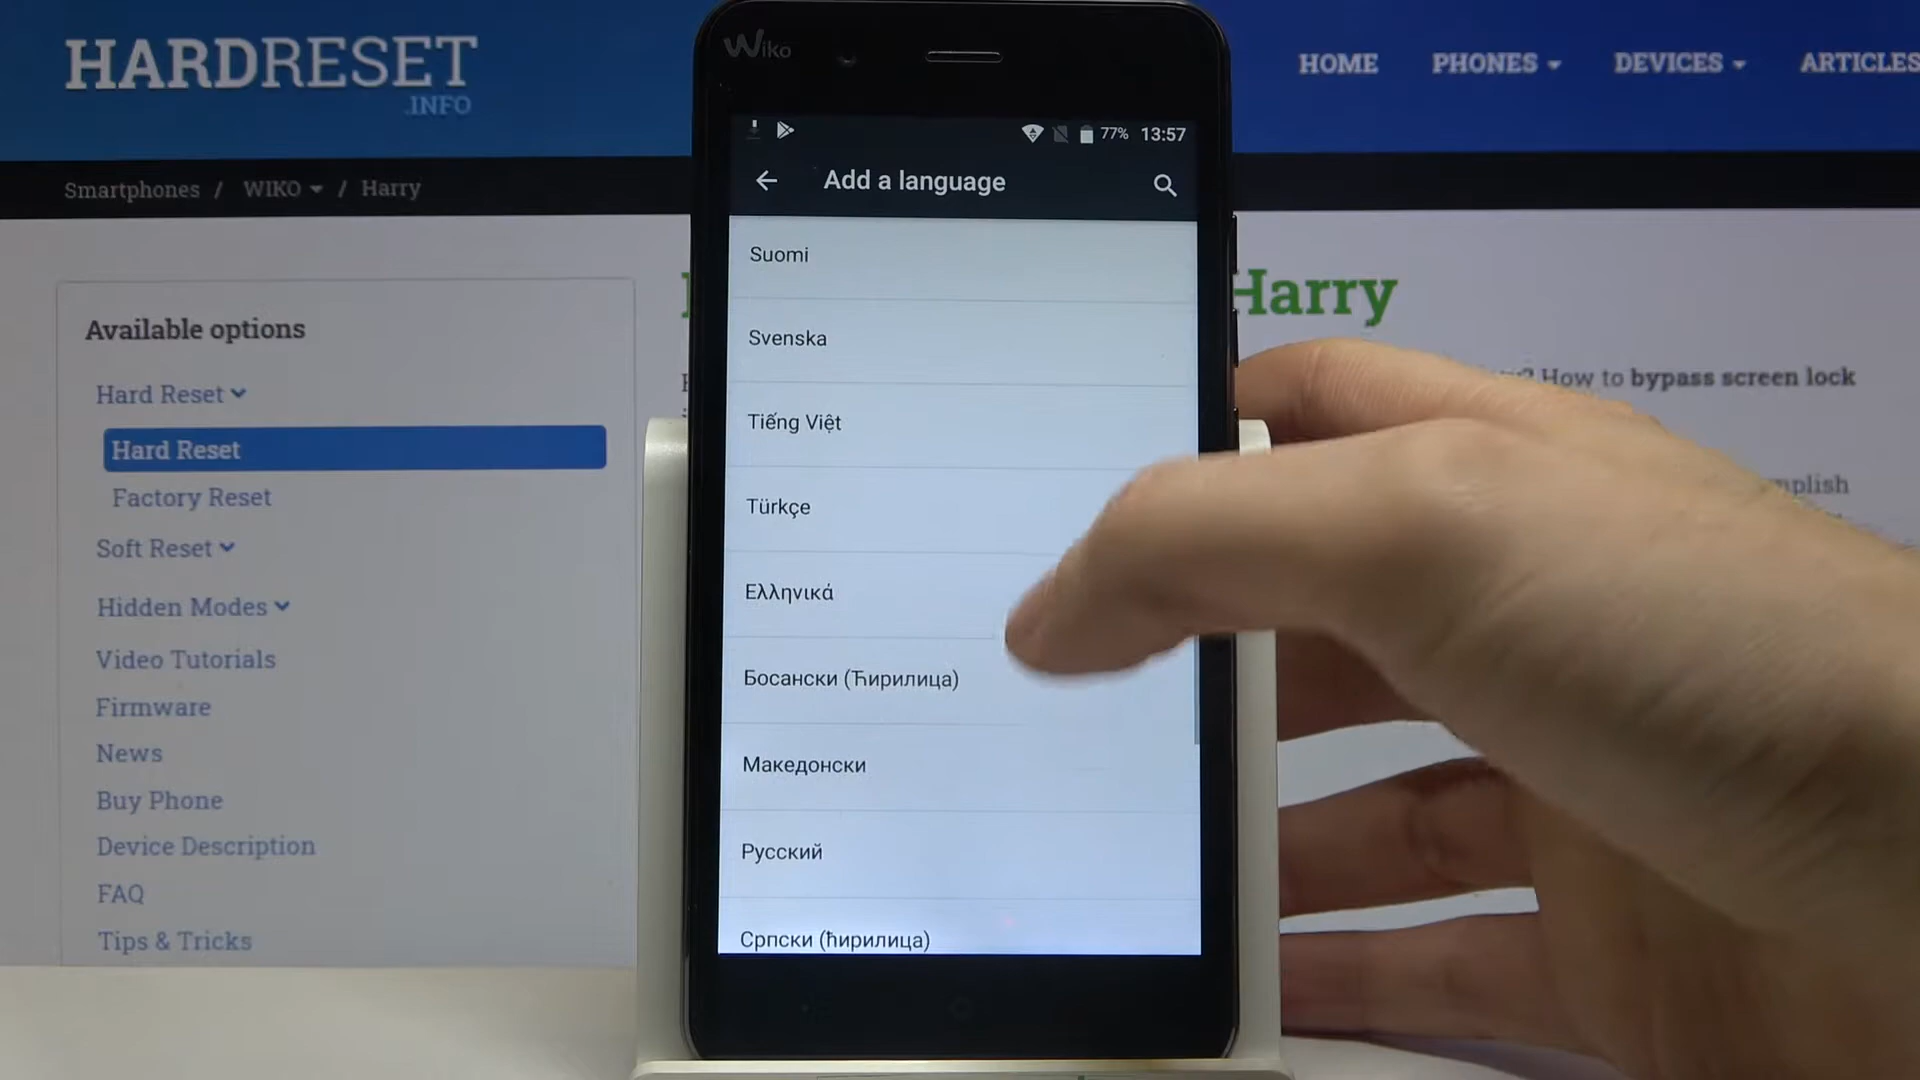 HARDRESET
.INFO
HOME PHONES DEVICES ARTICLES
Smartphones / WIKO / Harry
Available options
Hard Reset
Hard Reset
Factory Reset
Soft Reset
Hidden Modes
Video Tutorials
Firmware
News
Buy Phone
Device Description
FAQ
Tips & Tricks
Wiko
77% 13:57
Add a language
Suomi
Svenska
Tiếng Việt
Türkçe
Ελληνικά
Босански (Ћирилица)
Македонски
Русский
Српски (ћирилица)
Harry
? How to bypass screen lock